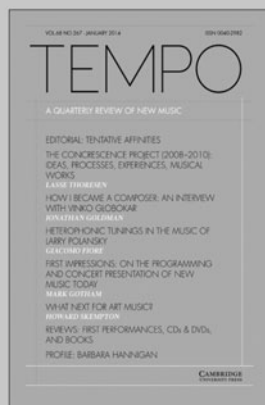 VOL 68 NO 267 · JANUARY 2014 ISSN 0040-2982
TEMPO
A QUARTERLY REVIEW OF NEW MUSIC
EDITORIAL: TENTATIVE AFFINITIES
THE CONCRESCENCE PROJECT (2008–2010):
IDEAS, PROCESSES, EXPERIENCES, MUSICAL
WORKS
LASSE THORESEN
HOW I BECAME A COMPOSER: AN INTERVIEW
WITH VINKO GLOBOKAR
JONATHAN GOLDMAN
HETEROPHONIC TUNINGS IN THE MUSIC OF
LARRY POLANSKY
GIACOMO FIORE
FIRST IMPRESSIONS: ON THE PROGRAMMING
AND CONCERT PRESENTATION OF NEW
MUSIC TODAY
MARK GOTHAM
WHAT NEXT FOR ART MUSIC?
HOWARD SKEMPTON
REVIEWS: FIRST PERFORMANCES, CDs & DVDs,
AND BOOKS
PROFILE: BARBARA HANNIGAN
CAMBRIDGE
UNIVERSITY PRESS